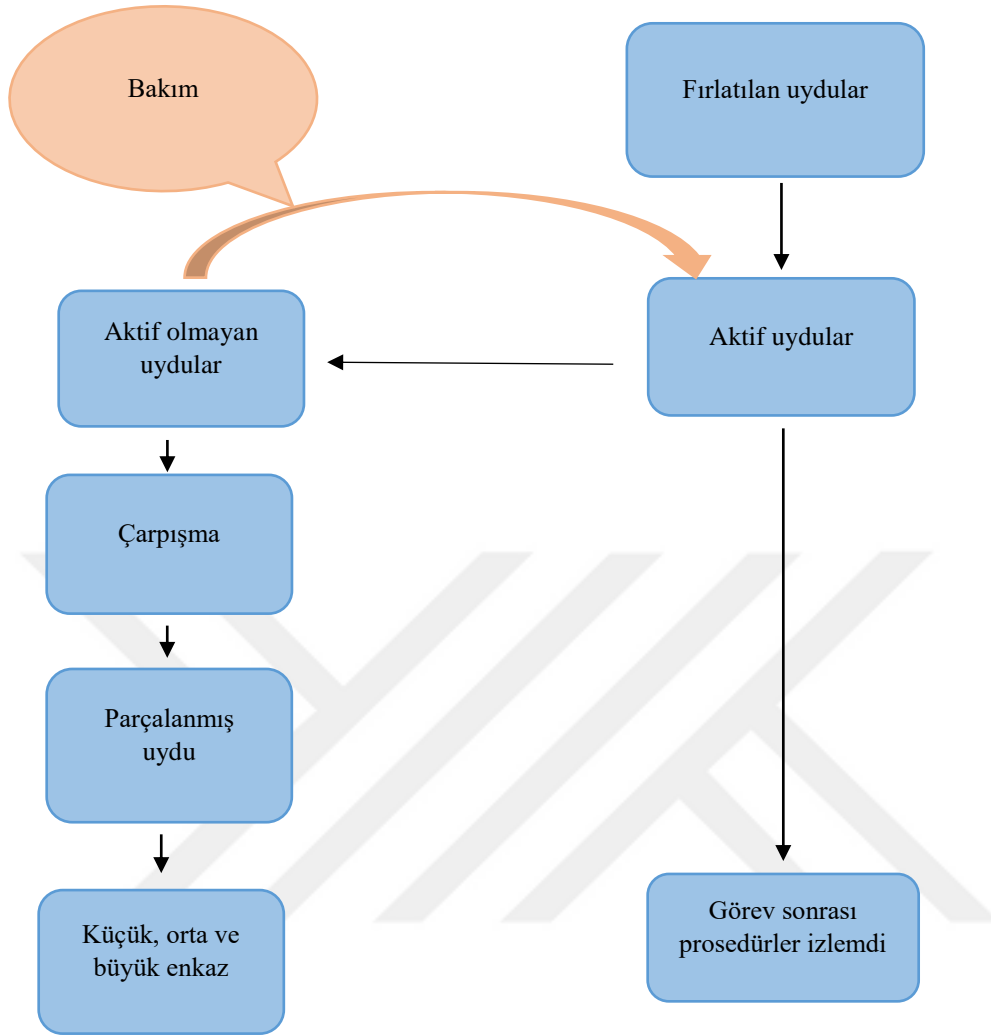 Bakım
Fırlatılan uydular
Aktif olmayan
uydular
Aktif uydular
Çarpışma
Parçalanmış
uydu
Küçük, orta ve
büyük enkaz
Görev sonrası
prosedürler izlemdi